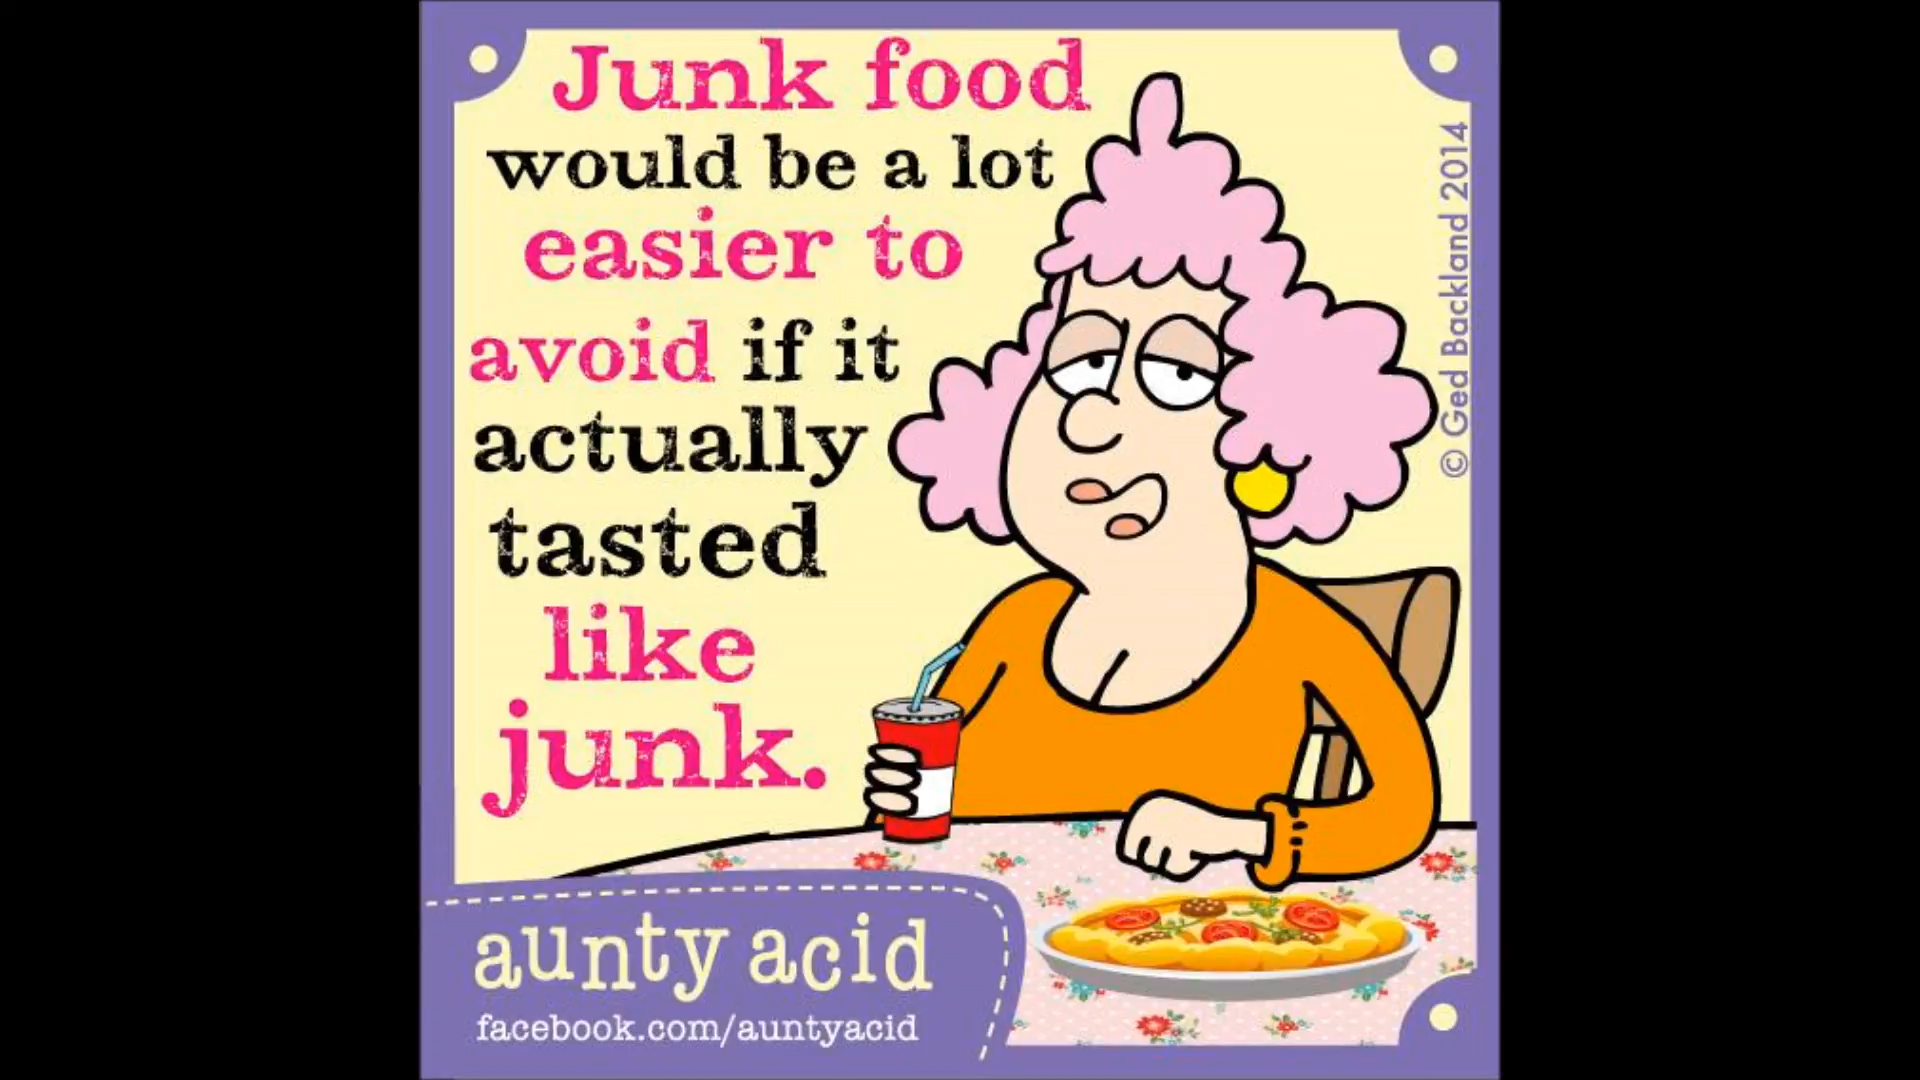 Junk food
would be a lot
easier to
avoid if it
actually
tasted
like
junk.
© Ged Backland 2014
aunty acid
facebook.com/auntyacid